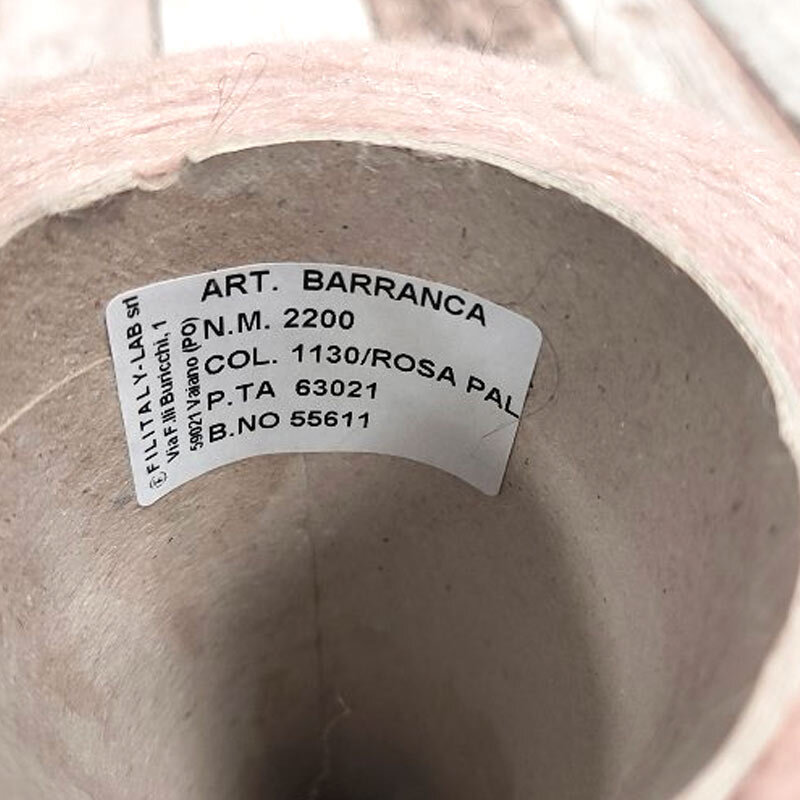 FILITALY-LAB srl
Via F.lli Buricchi, 1
59021 Vaiano (PO)
ART. BARRANCA
N.M. 2200
COL. 1130/ROSA PAL
P.TA 63021
B.NO 55611